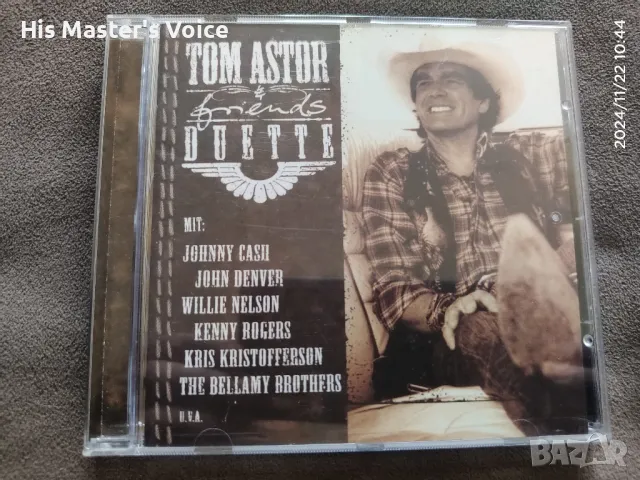 His Master's Voice
2024/11/22 10:44
TOM ASTOR
&
friends
DUETTE
MIT:
JOHNNY CASH
JOHN DENVER
WILLIE NELSON
KENNY ROGERS
KRIS KRISTOFFERSON
THE BELLAMY BROTHERS
U.V.A.
BAZAR